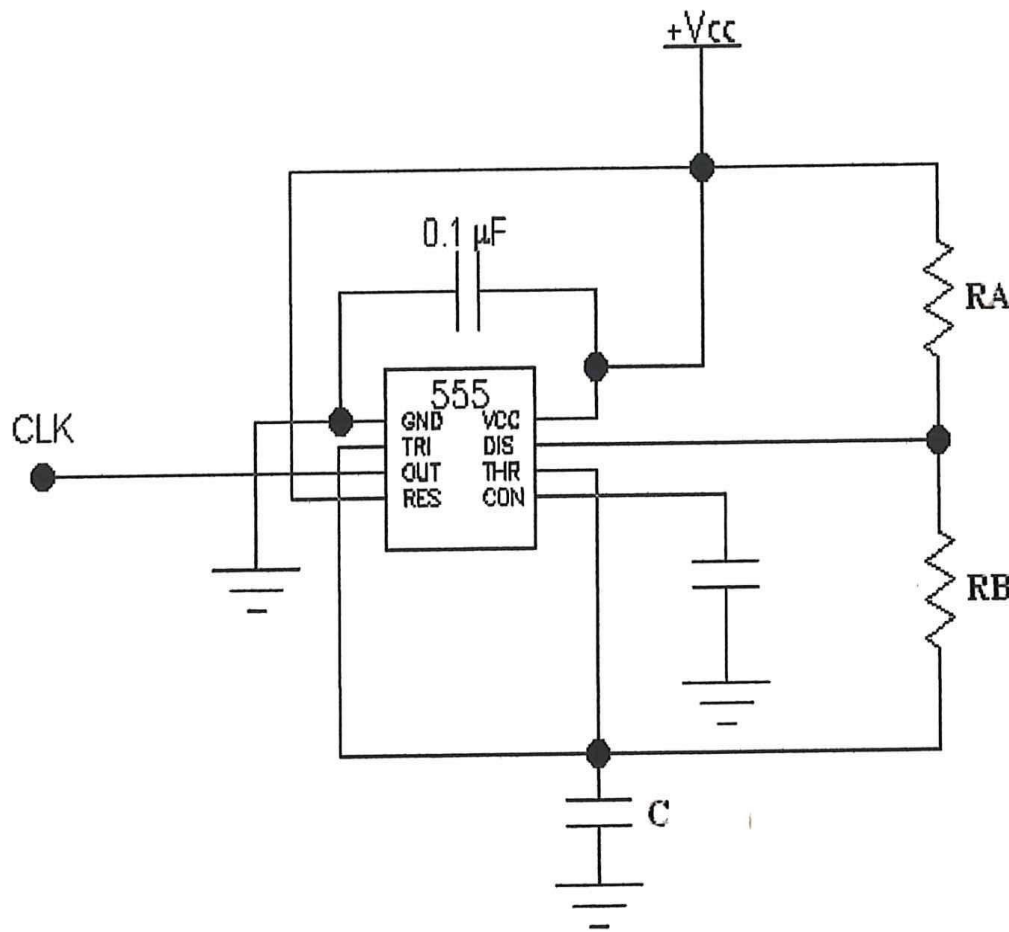 +Vcc
0.1 µF
RA
555
GND VCC
CLK
TRI DIS
OUT THR
RES CON
RB
C